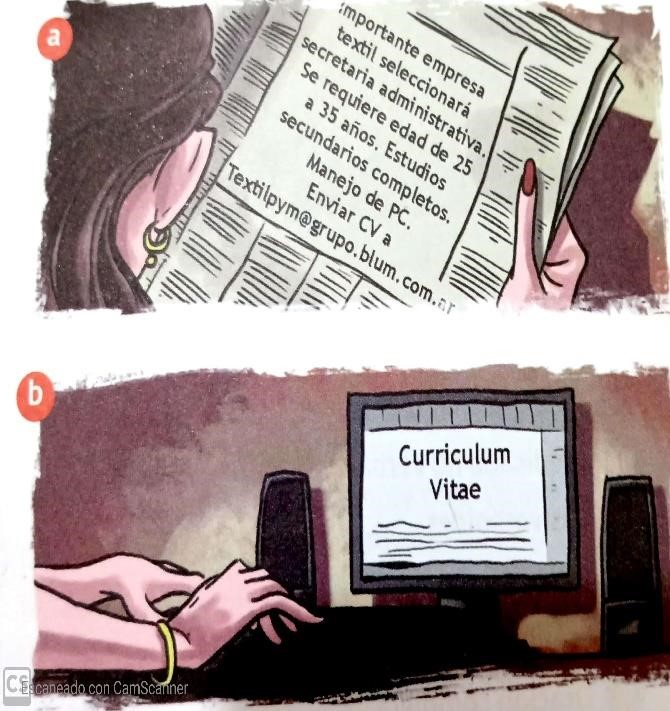 a
Importante empresa
textil seleccionará
secretaria administrativa.
Se requiere edad de 25
a 35 años. Estudios
secundarios completos.
Manejo de PC.
Enviar CV a
Textilpym@grupo.blum.com.ar
b
Curriculum
Vitae
CS
Escaneado con CamScanner